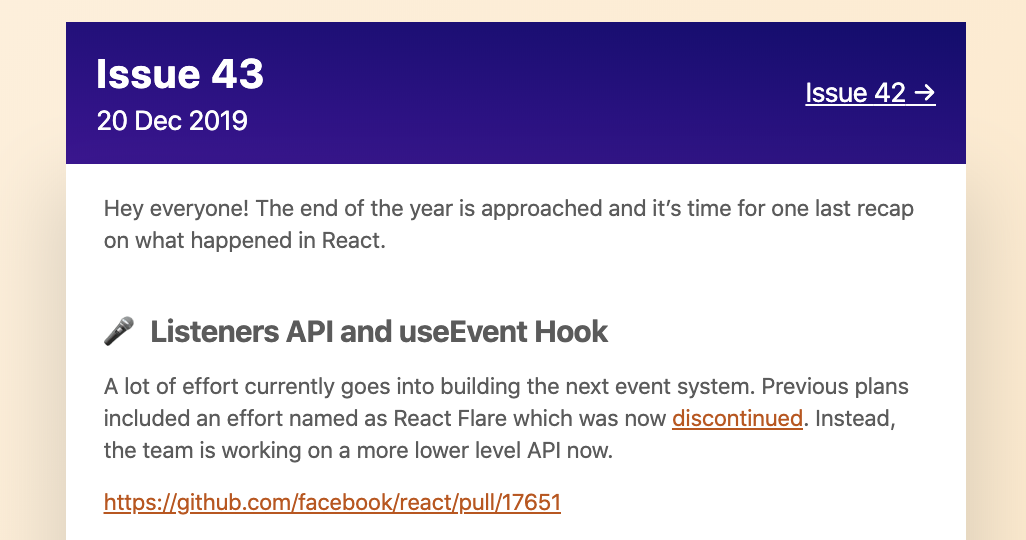 Issue 43
20 Dec 2019
Issue 42 →
Hey everyone! The end of the year is approached and it’s time for one last recap
on what happened in React.
🎤 Listeners API and useEvent Hook
A lot of effort currently goes into building the next event system. Previous plans
included an effort named as React Flare which was now discontinued. Instead,
the team is working on a more lower level API now.
https://github.com/facebook/react/pull/17651